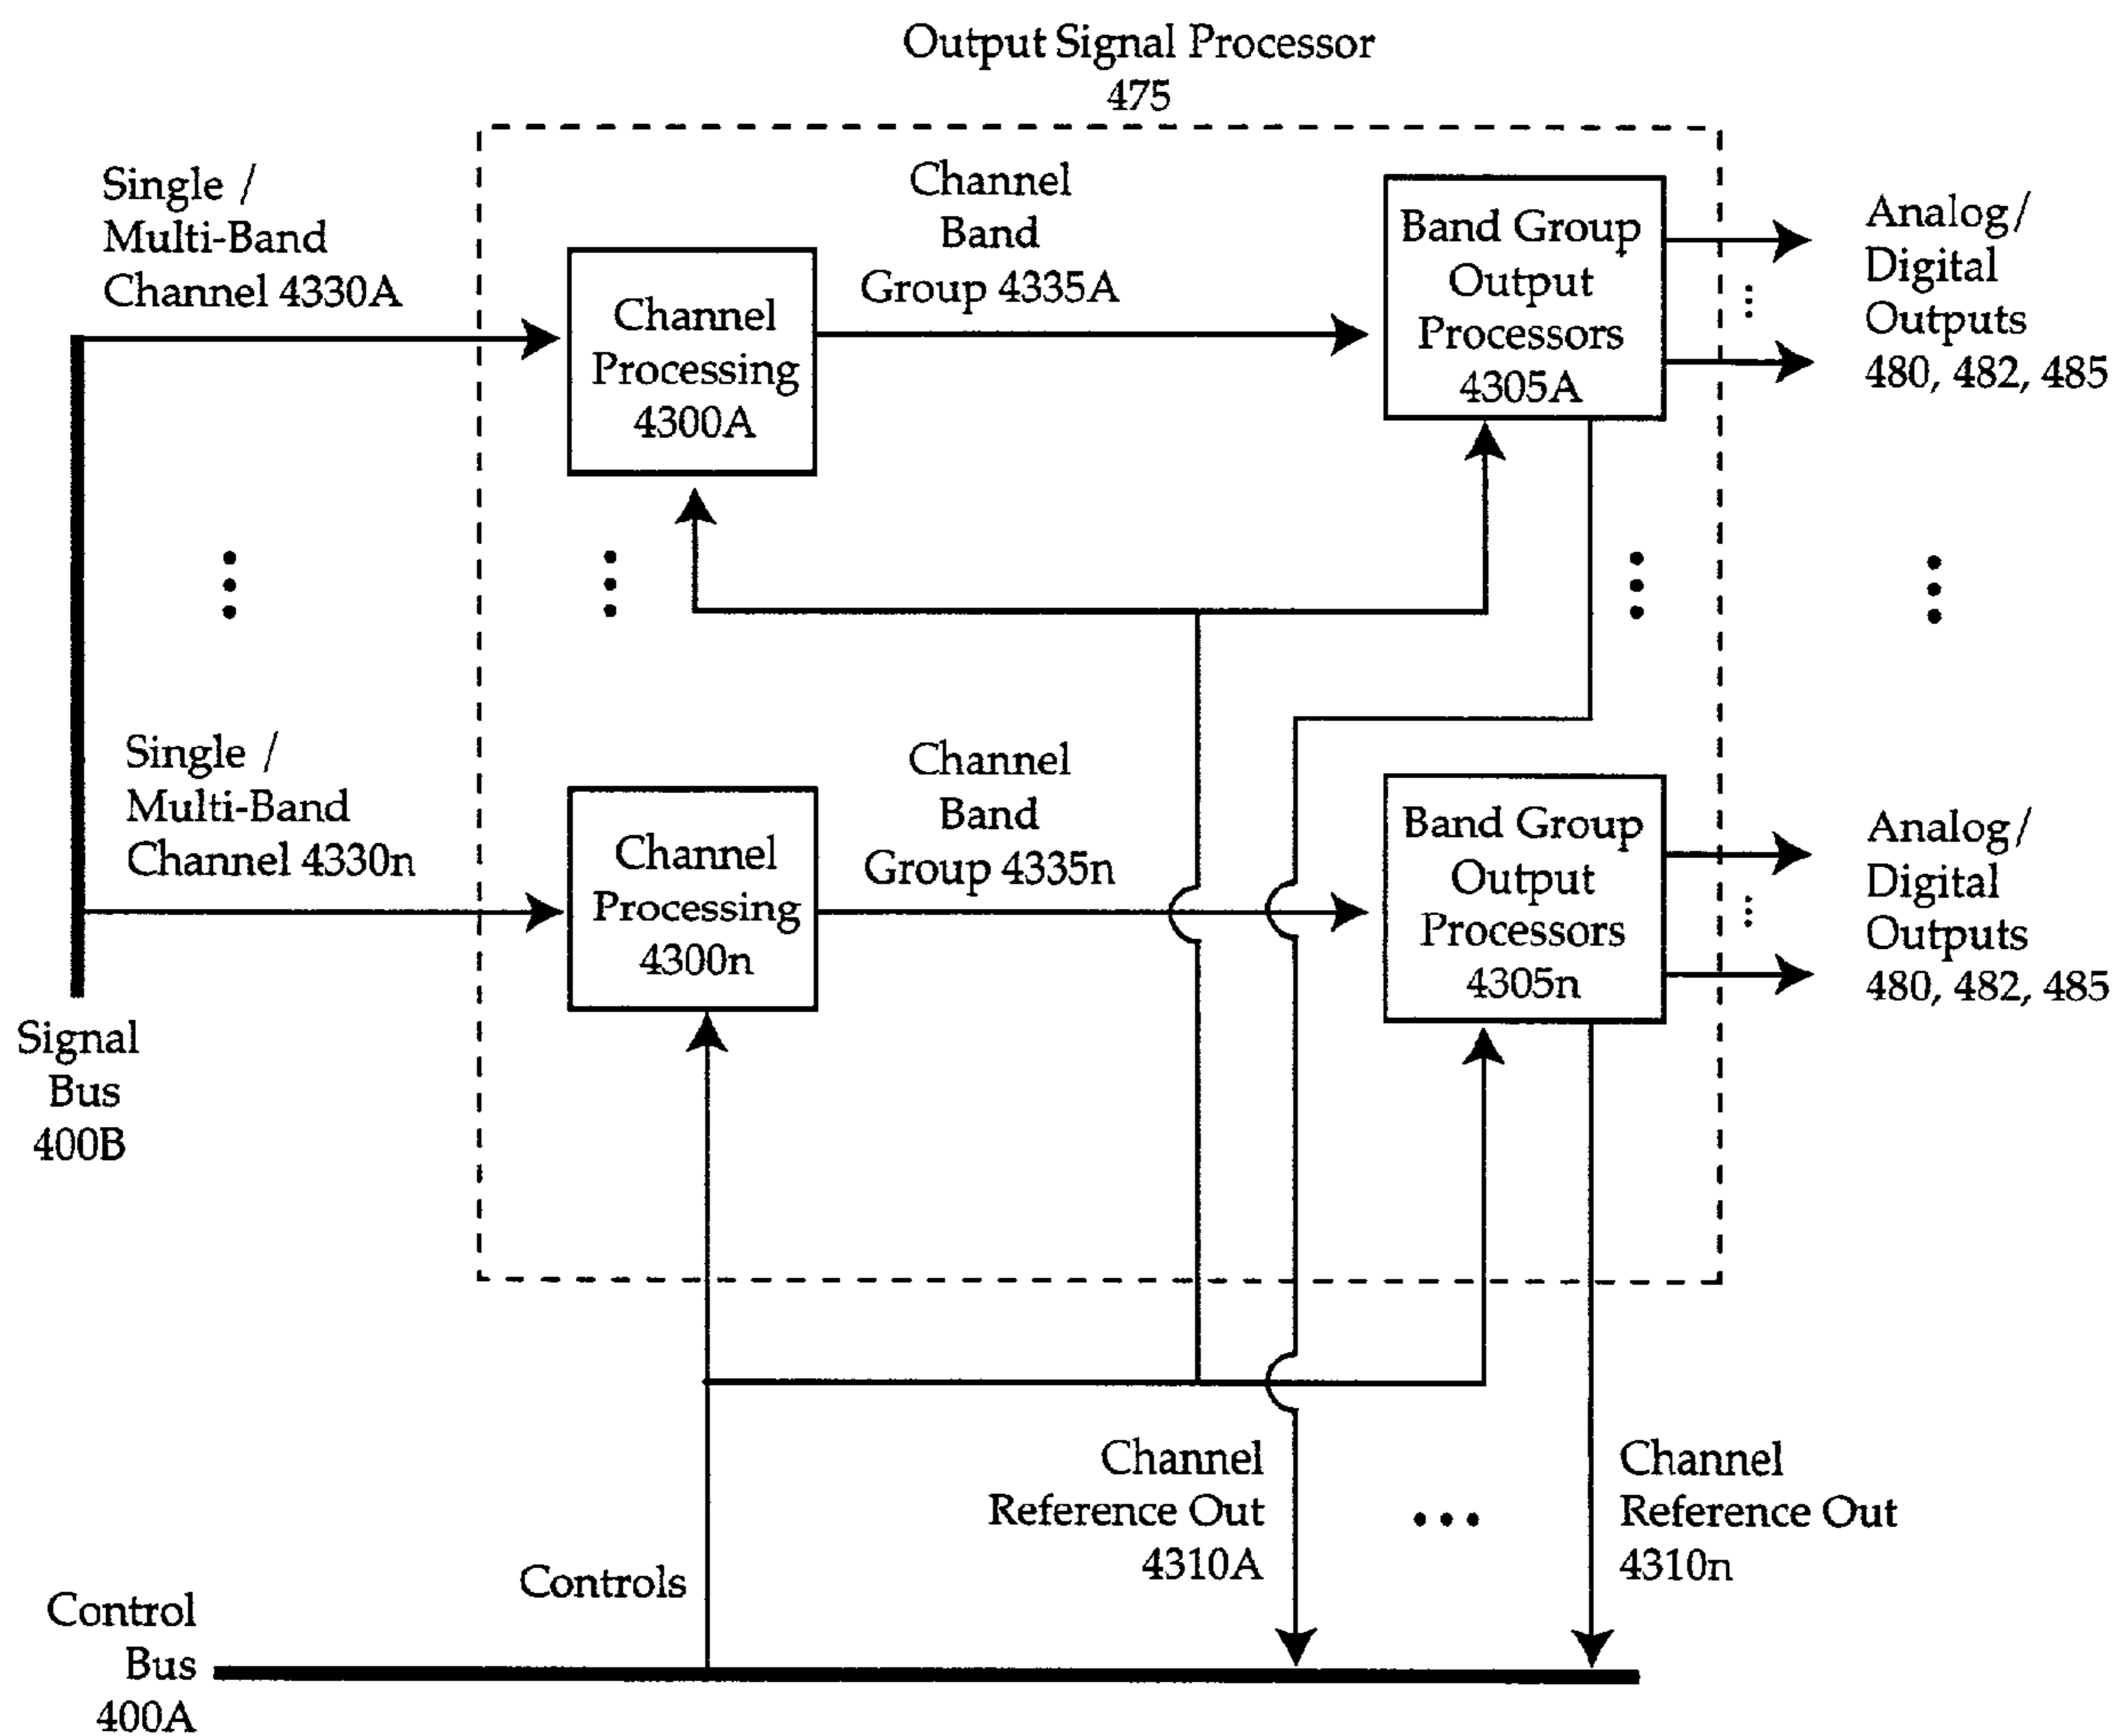 Output Signal Processor
475
Single /
Multi-Band
Channel 4330A
Channel
Band
Group 4335A
Channel
Processing
4300A
Band Group
Output
Processors
4305A
Analog/
Digital
Outputs
480, 482, 485
Single /
Multi-Band
Channel 4330n
Channel
Band
Group 4335n
Channel
Processing
4300n
Band Group
Output
Processors
4305n
Analog/
Digital
Outputs
480, 482, 485
Signal
Bus
400B
Channel
Reference Out
4310A
Channel
Reference Out
4310n
Controls
Control
Bus
400A